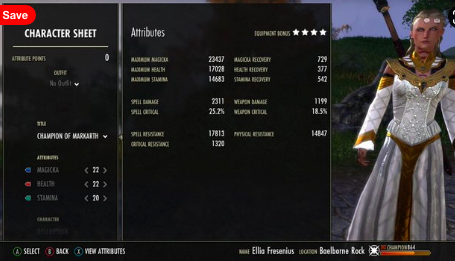 Save
CHARACTER SHEET
ATTRIBUTE POINTS 0
OUTFIT
No Outfit
TITLE
CHAMPION OF MARKARTH
ATTRIBUTES
MAGICKA 22
HEALTH 22
STAMINA 20
CHARACTER
Attributes
EQUIPMENT BONUS
MAXIMUM MAGICKA 23437 MAGICKA RECOVERY 729
MAXIMUM HEALTH 17028 HEALTH RECOVERY 377
MAXIMUM STAMINA 14683 STAMINA RECOVERY 542
SPELL DAMAGE 2311 WEAPON DAMAGE 1199
SPELL CRITICAL 25.2% WEAPON CRITICAL 18.5%
SPELL RESISTANCE 17813 PHYSICAL RESISTANCE 14847
CRITICAL RESISTANCE 1320
A SELECT B BACK X VIEW ATTRIBUTES
NAME Ellia Fresenius LOCATION Baelborne Rock CHAMPION 864